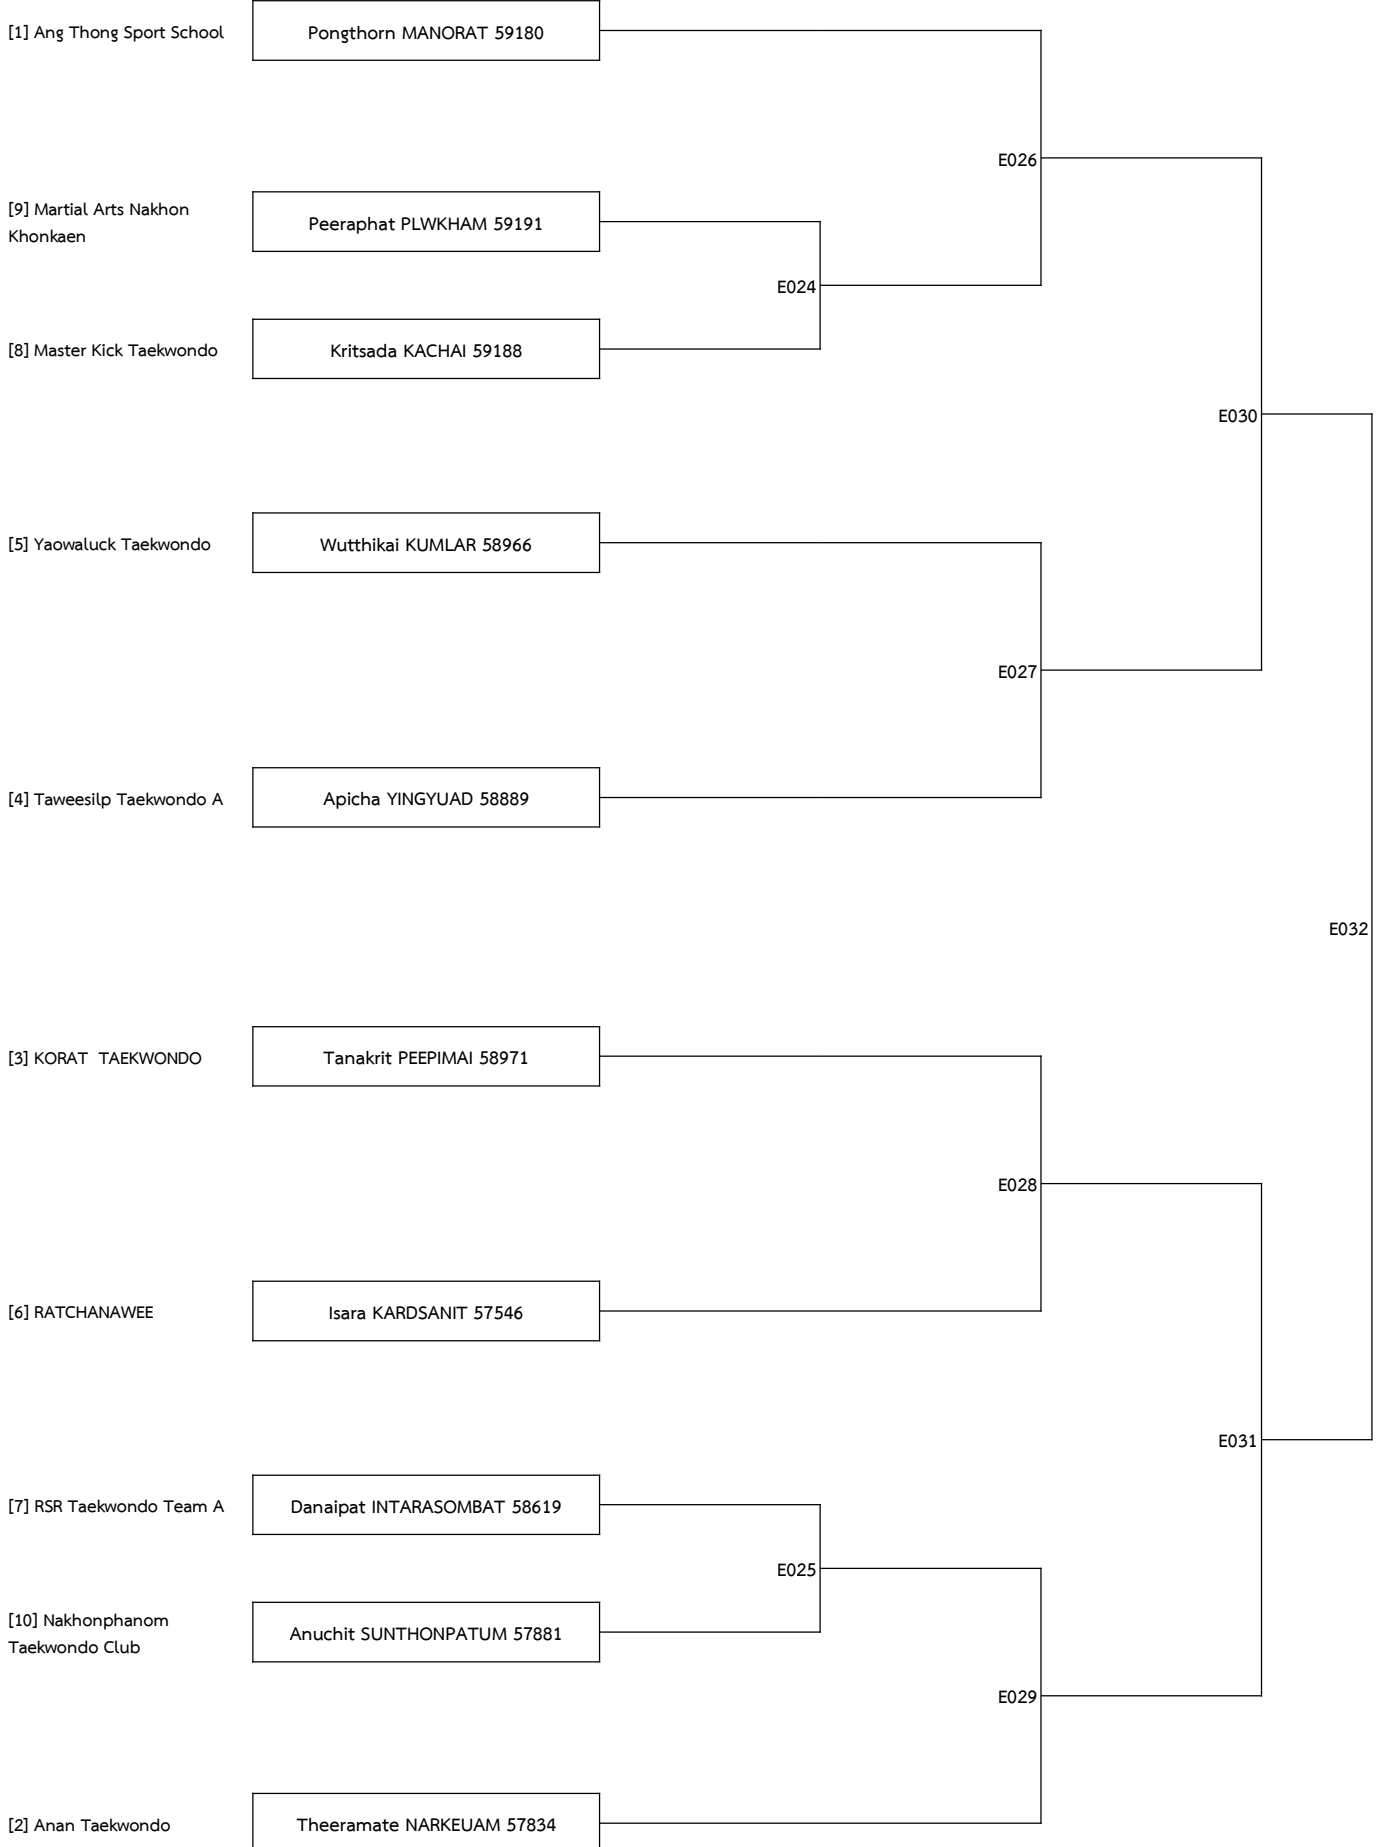 [1] Ang Thong Sport School
Pongthorn MANORAT 59180
E026
[9] Martial Arts Nakhon
Khonkaen
Peeraphat PLWKHAM 59191
E024
[8] Master Kick Taekwondo
Kritsada KACHAI 59188
E030
[5] Yaowaluck Taekwondo
Wutthikai KUMLAR 58966
E027
[4] Taweesilp Taekwondo A
Apicha YINGYUAD 58889
E032
[3] KORAT  TAEKWONDO
Tanakrit PEEPIMAI 58971
E028
[6] RATCHANAWEE
Isara KARDSANIT 57546
E031
[7] RSR Taekwondo Team A
Danaipat INTARASOMBAT 58619
E025
[10] Nakhonphanom
Taekwondo Club
Anuchit SUNTHONPATUM 57881
E029
[2] Anan Taekwondo
Theeramate NARKEUAM 57834